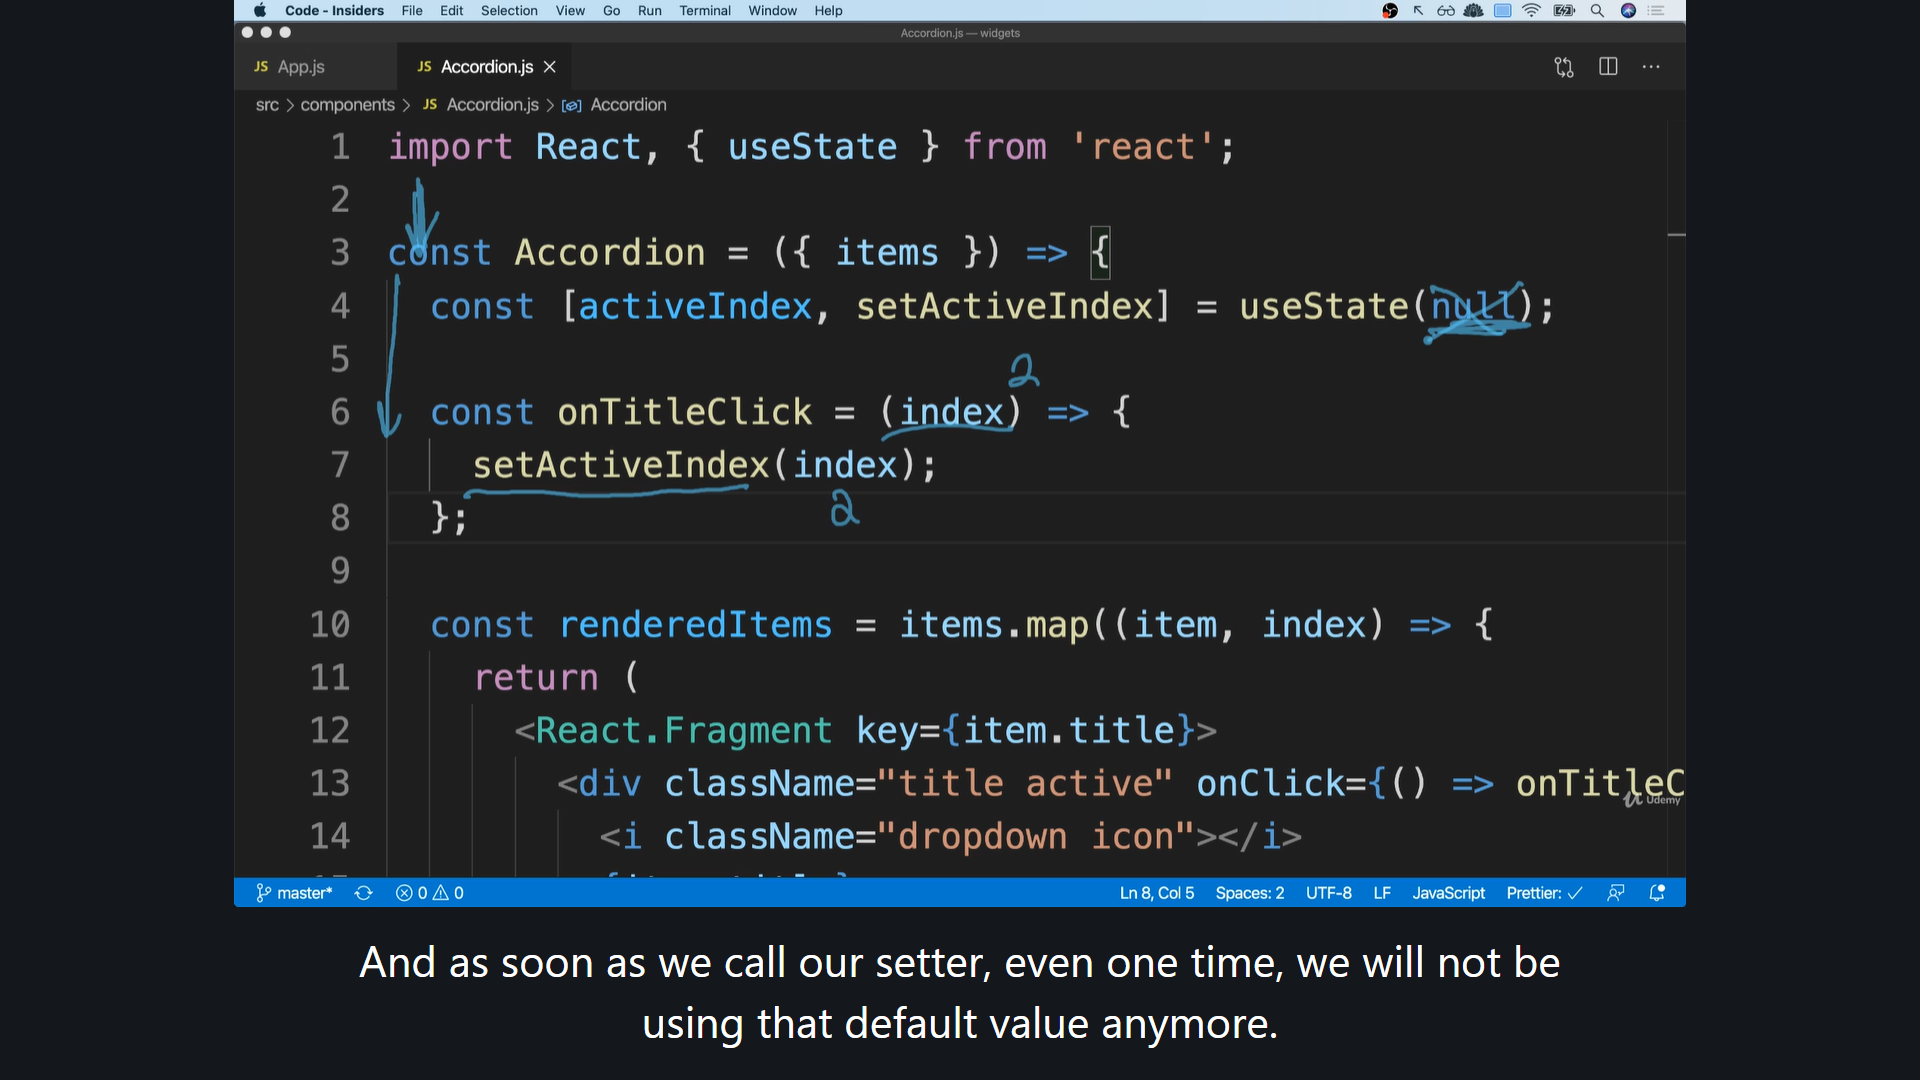 Code - Insiders File Edit Selection View Go Run Terminal Window Help
Accordion.js — widgets
JS App.js JS Accordion.js
src > components > JS Accordion.js > Accordion
1 import React, { useState } from 'react';
2
3 const Accordion = ({ items }) => {
4 const [activeIndex, setActiveIndex] = useState(null);
5
2
6 const onTitleClick = (index) => {
7 setActiveIndex(index);
2
8 };
9
10 const renderedItems = items.map((item, index) => {
11 return (
12 <React.Fragment key={item.title}>
13 <div className="title active" onClick={() => onTitleC
Udemy
14 <i className="dropdown icon"></i>
master* 0 0 Ln 8, Col 5 Spaces: 2 UTF-8 LF JavaScript Prettier: ✓
And as soon as we call our setter, even one time, we will not be
using that default value anymore.